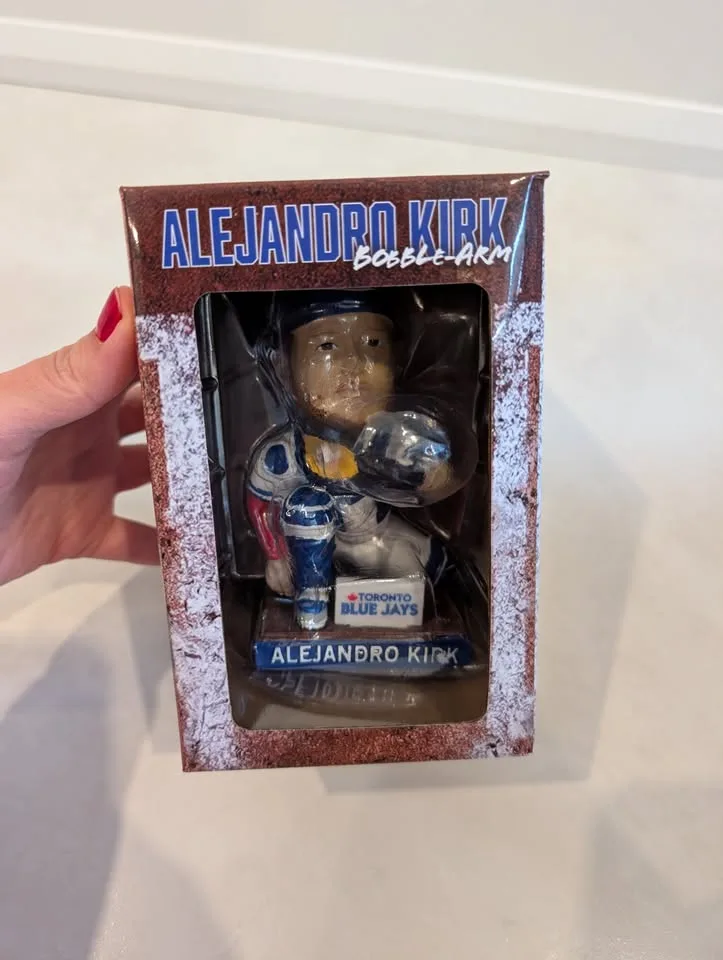 ALEJANDRO KIRK
BOBBLE-ARM
TORONTO
BLUE JAYS
ALEJANDRO KIRK